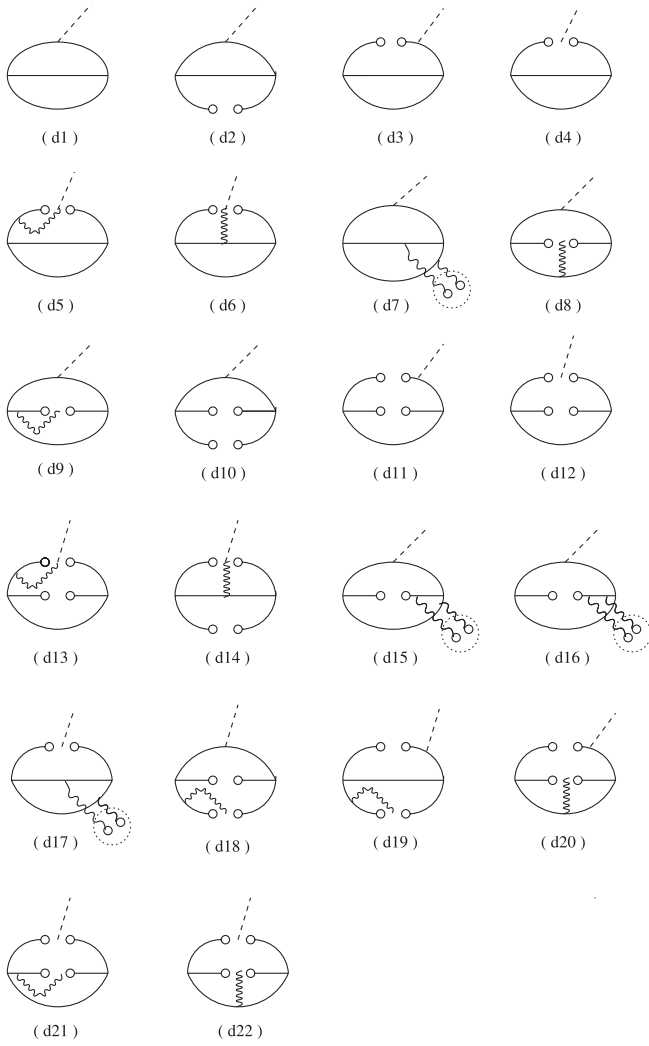 ( d1 ) ( d2 ) ( d3 ) ( d4 )
( d5 ) ( d6 ) ( d7 ) ( d8 )
( d9 ) ( d10 ) ( d11 ) ( d12 )
( d13 ) ( d14 ) ( d15 ) ( d16 )
( d17 ) ( d18 ) ( d19 ) ( d20 )
( d21 ) ( d22 )